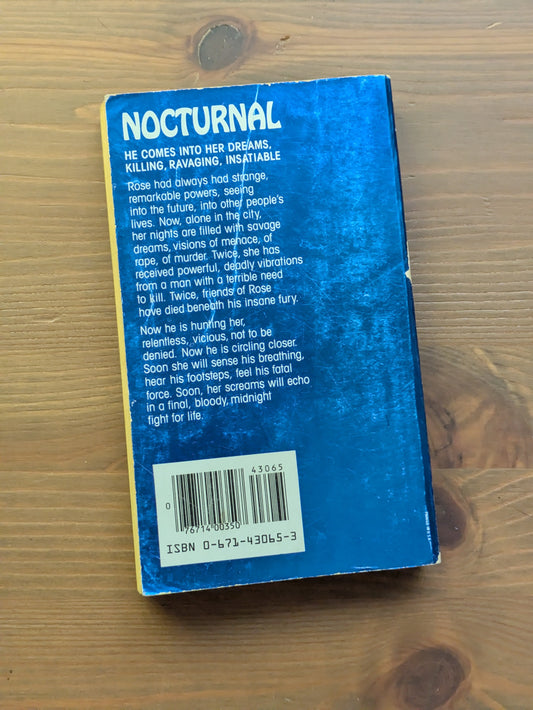 NOCTURNAL
HE COMES INTO HER DREAMS,
KILLING, RAVAGING, INSATIABLE
Rose had always had strange,
remarkable powers, seeing
into the future, into other people's
lives. Now, alone in the city,
her nights are filled with savage
dreams, visions of menace, of
rape, of murder. Twice, she has
received powerful, deadly vibrations
from a man with a terrible need
to kill. Twice, friends of Rose
have died beneath his insane fury.
Now he is hunting her,
relentless, vicious, not to be
denied. Now he is circling closer.
Soon she will sense his breathing,
hear his footsteps, feel his fatal
force. Soon, her screams will echo
in a final, bloody, midnight
fight for life.
43065
0
76714 00350
ISBN 0-671-43065-3